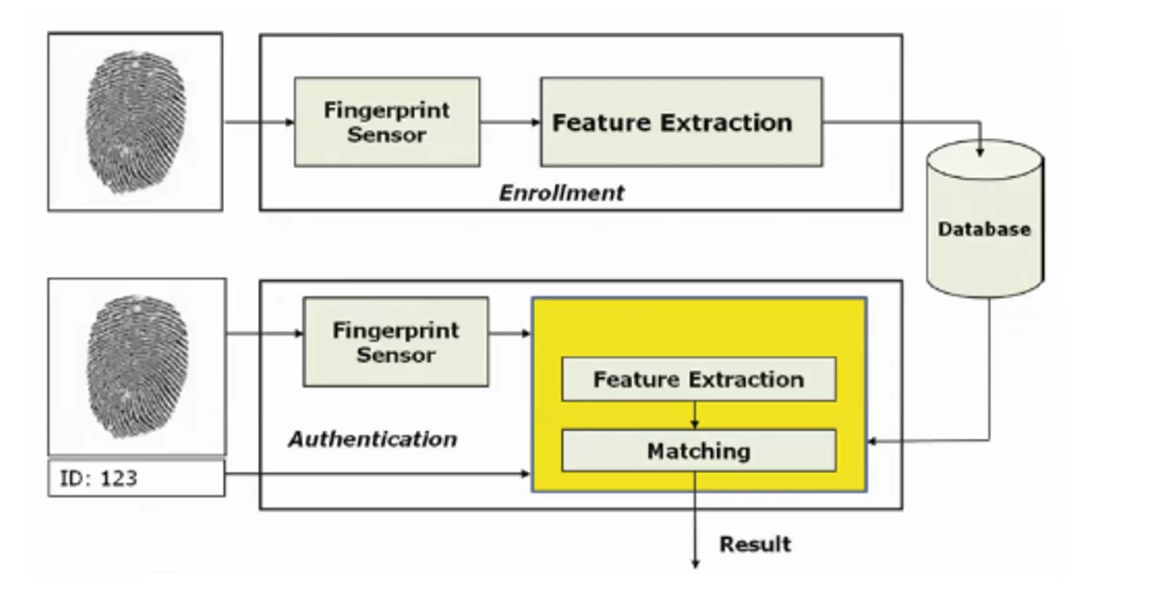 Fingerprint
Sensor
Feature Extraction
Enrollment
Database
Fingerprint
Sensor
Feature Extraction
Authentication
Matching
ID: 123
Result